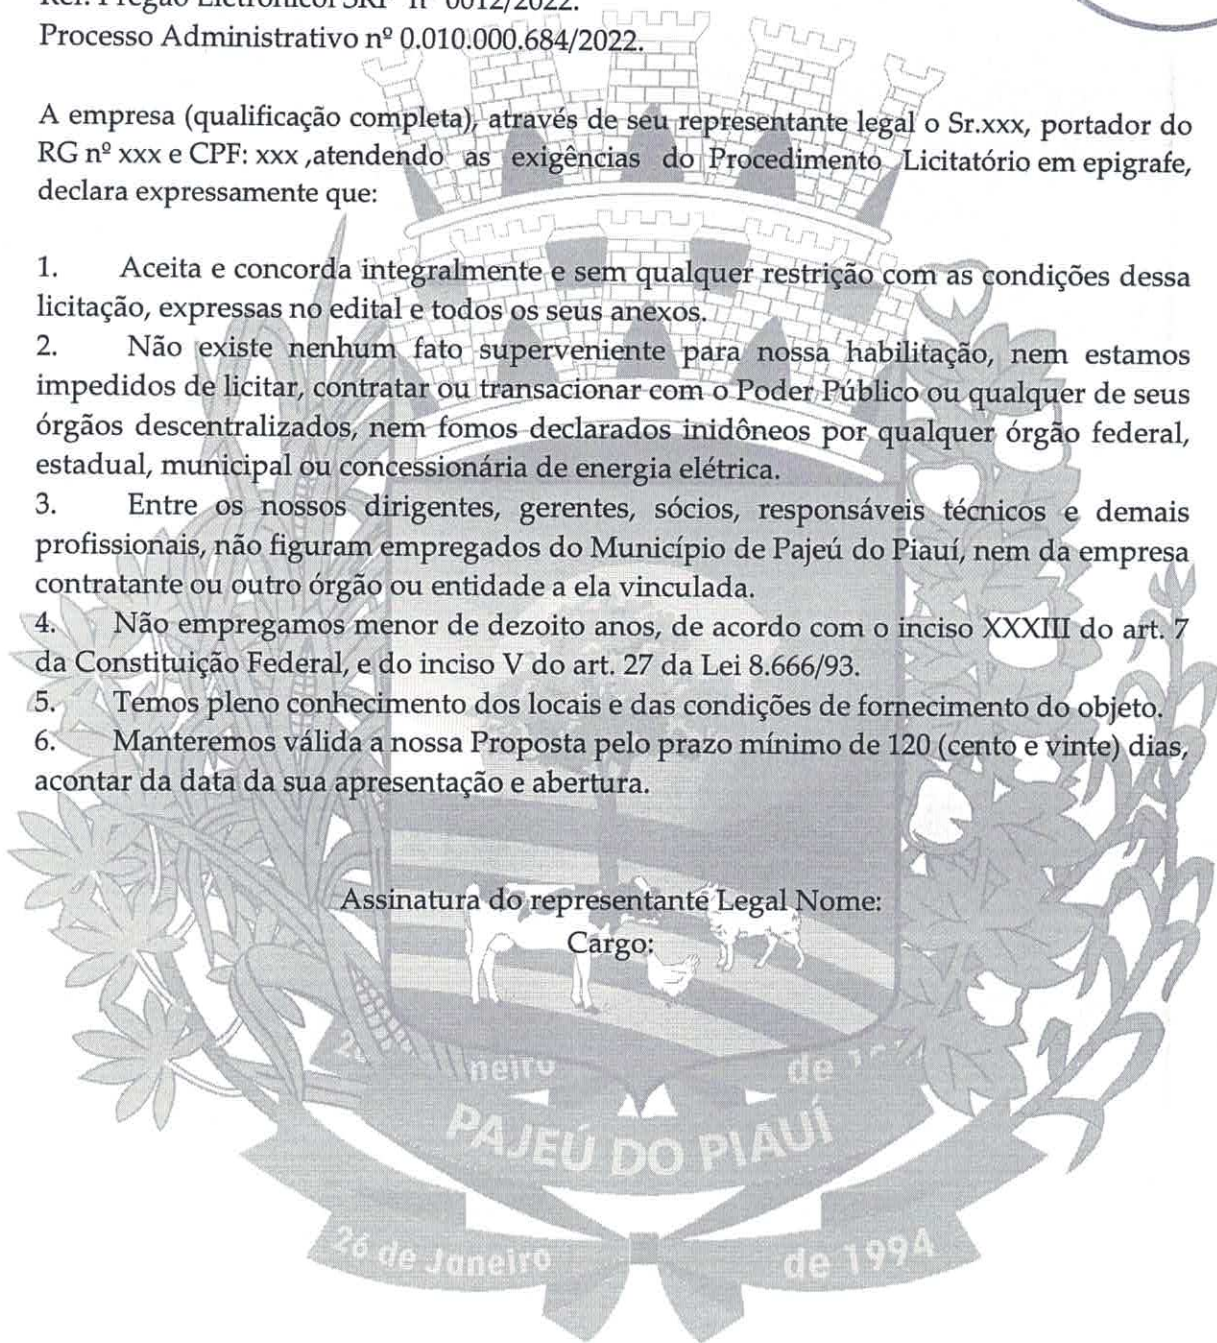 Ref. Pregão Eletrônicol SRP nº 0012/2022.
Processo Administrativo nº 0.010.000.684/2022.
A empresa (qualificação completa), através de seu representante legal o Sr.xxx, portador do
RG nº xxx e CPF: xxx ,atendendo as exigências do Procedimento Licitatório em epigrafe,
declara expressamente que:
1. Aceita e concorda integralmente e sem qualquer restrição com as condições dessa
licitação, expressas no edital e todos os seus anexos.
2. Não existe nenhum fato superveniente para nossa habilitação, nem estamos
impedidos de licitar, contratar ou transacionar com o Poder Público ou qualquer de seus
órgãos descentralizados, nem fomos declarados inidôneos por qualquer órgão federal,
estadual, municipal ou concessionária de energia elétrica.
3. Entre os nossos dirigentes, gerentes, sócios, responsáveis técnicos e demais
profissionais, não figuram empregados do Município de Pajeú do Piauí, nem da empresa
contratante ou outro órgão ou entidade a ela vinculada.
4. Não empregamos menor de dezoito anos, de acordo com o inciso XXXIII do art. 7
da Constituição Federal, e do inciso V do art. 27 da Lei 8.666/93.
5. Temos pleno conhecimento dos locais e das condições de fornecimento do objeto.
6. Manteremos válida a nossa Proposta pelo prazo mínimo de 120 (cento e vinte) dias,
acontar da data da sua apresentação e abertura.
Assinatura do representante Legal Nome:
Cargo:
neiro de
PAJEÚ DO PIAUÍ
26 de Janeiro de 1994